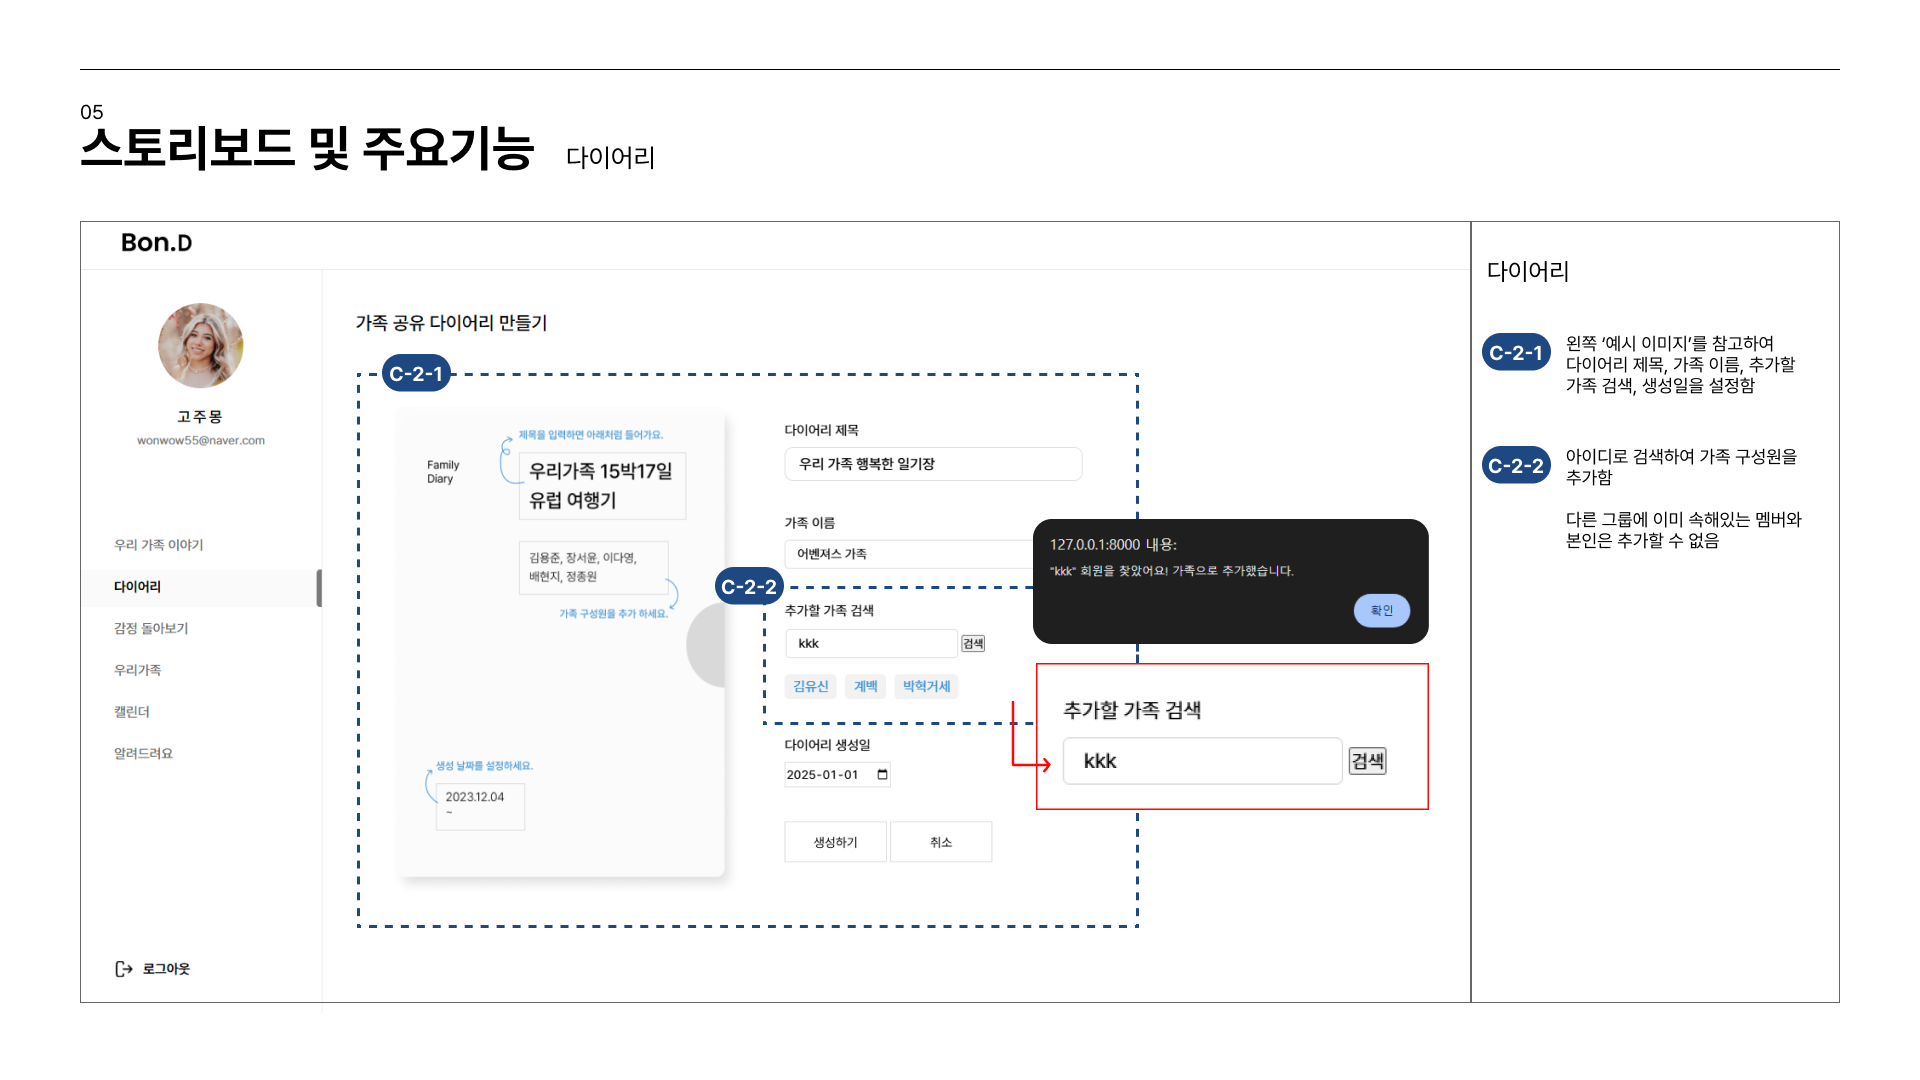 05
스토리보드 및 주요기능 다이어리
Bon.D
고주몽
wonwow55@naver.com
우리 가족 이야기
다이어리
감정 돌아보기
우리가족
캘린더
알려드려요
로그아웃
가족 공유 다이어리 만들기
C-2-1
제목을 입력하면 아래처럼 들어가요.
Family
Diary
우리가족 15박17일
유럽 여행기
김용준, 장서윤, 이다영,
배현지, 정종원
가족 구성원을 추가 하세요.
생성 날짜를 설정하세요.
2023.12.04
~
다이어리 제목
우리 가족 행복한 일기장
가족 이름
어벤져스 가족
C-2-2
추가할 가족 검색
kkk 검색
김유신 계백 박혁거세
다이어리 생성일
2025-01-01
생성하기 취소
127.0.0.1:8000 내용:
"kkk" 회원을 찾았어요! 가족으로 추가했습니다.
확인
추가할 가족 검색
kkk 검색
다이어리
C-2-1
왼쪽 ‘예시 이미지’를 참고하여
다이어리 제목, 가족 이름, 추가할
가족 검색, 생성일을 설정함
C-2-2
아이디로 검색하여 가족 구성원을
추가함
다른 그룹에 이미 속해있는 멤버와
본인은 추가할 수 없음